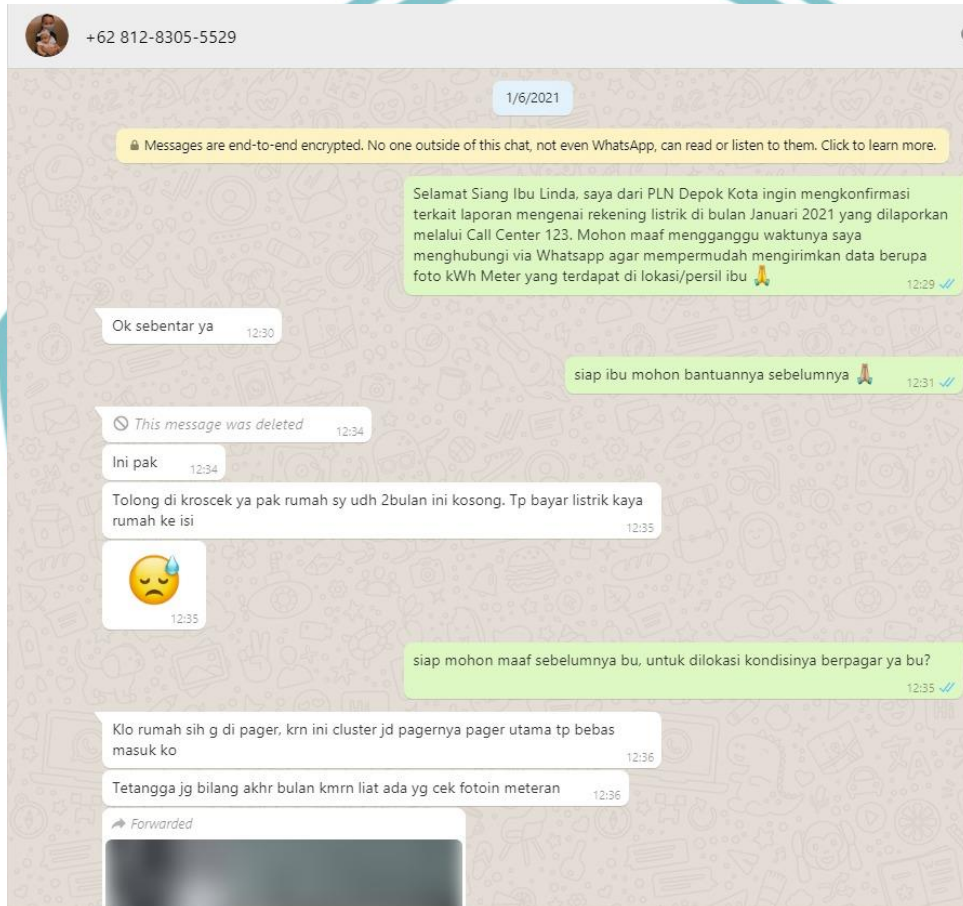 +62 812-8305-5529
1/6/2021
Messages are end-to-end encrypted. No one outside of this chat, not even WhatsApp, can read or listen to them. Click to learn more.
Selamat Siang Ibu Linda, saya dari PLN Depok Kota ingin mengkonfirmasi
terkait laporan mengenai rekening listrik di bulan Januari 2021 yang dilaporkan
melalui Call Center 123. Mohon maaf mengganggu waktunya saya
menghubungi via Whatsapp agar mempermudah mengirimkan data berupa
foto kWh Meter yang terdapat di lokasi/persil ibu 🙏
12:29
Ok sebentar ya 12:30
siap ibu mohon bantuannya sebelumnya 🙏 12:31
This message was deleted 12:34
Ini pak 12:34
Tolong di kroscek ya pak rumah sy udh 2bulan ini kosong. Tp bayar listrik kaya
rumah ke isi 12:35
😓
12:35
siap mohon maaf sebelumnya bu, untuk dilokasi kondisinya berpagar ya bu?
12:35
Klo rumah sih g di pager, krn ini cluster jd pagernya pager utama tp bebas
masuk ko 12:36
Tetangga jg bilang akhr bulan kmrn liat ada yg cek fotoin meteran 12:36
Forwarded